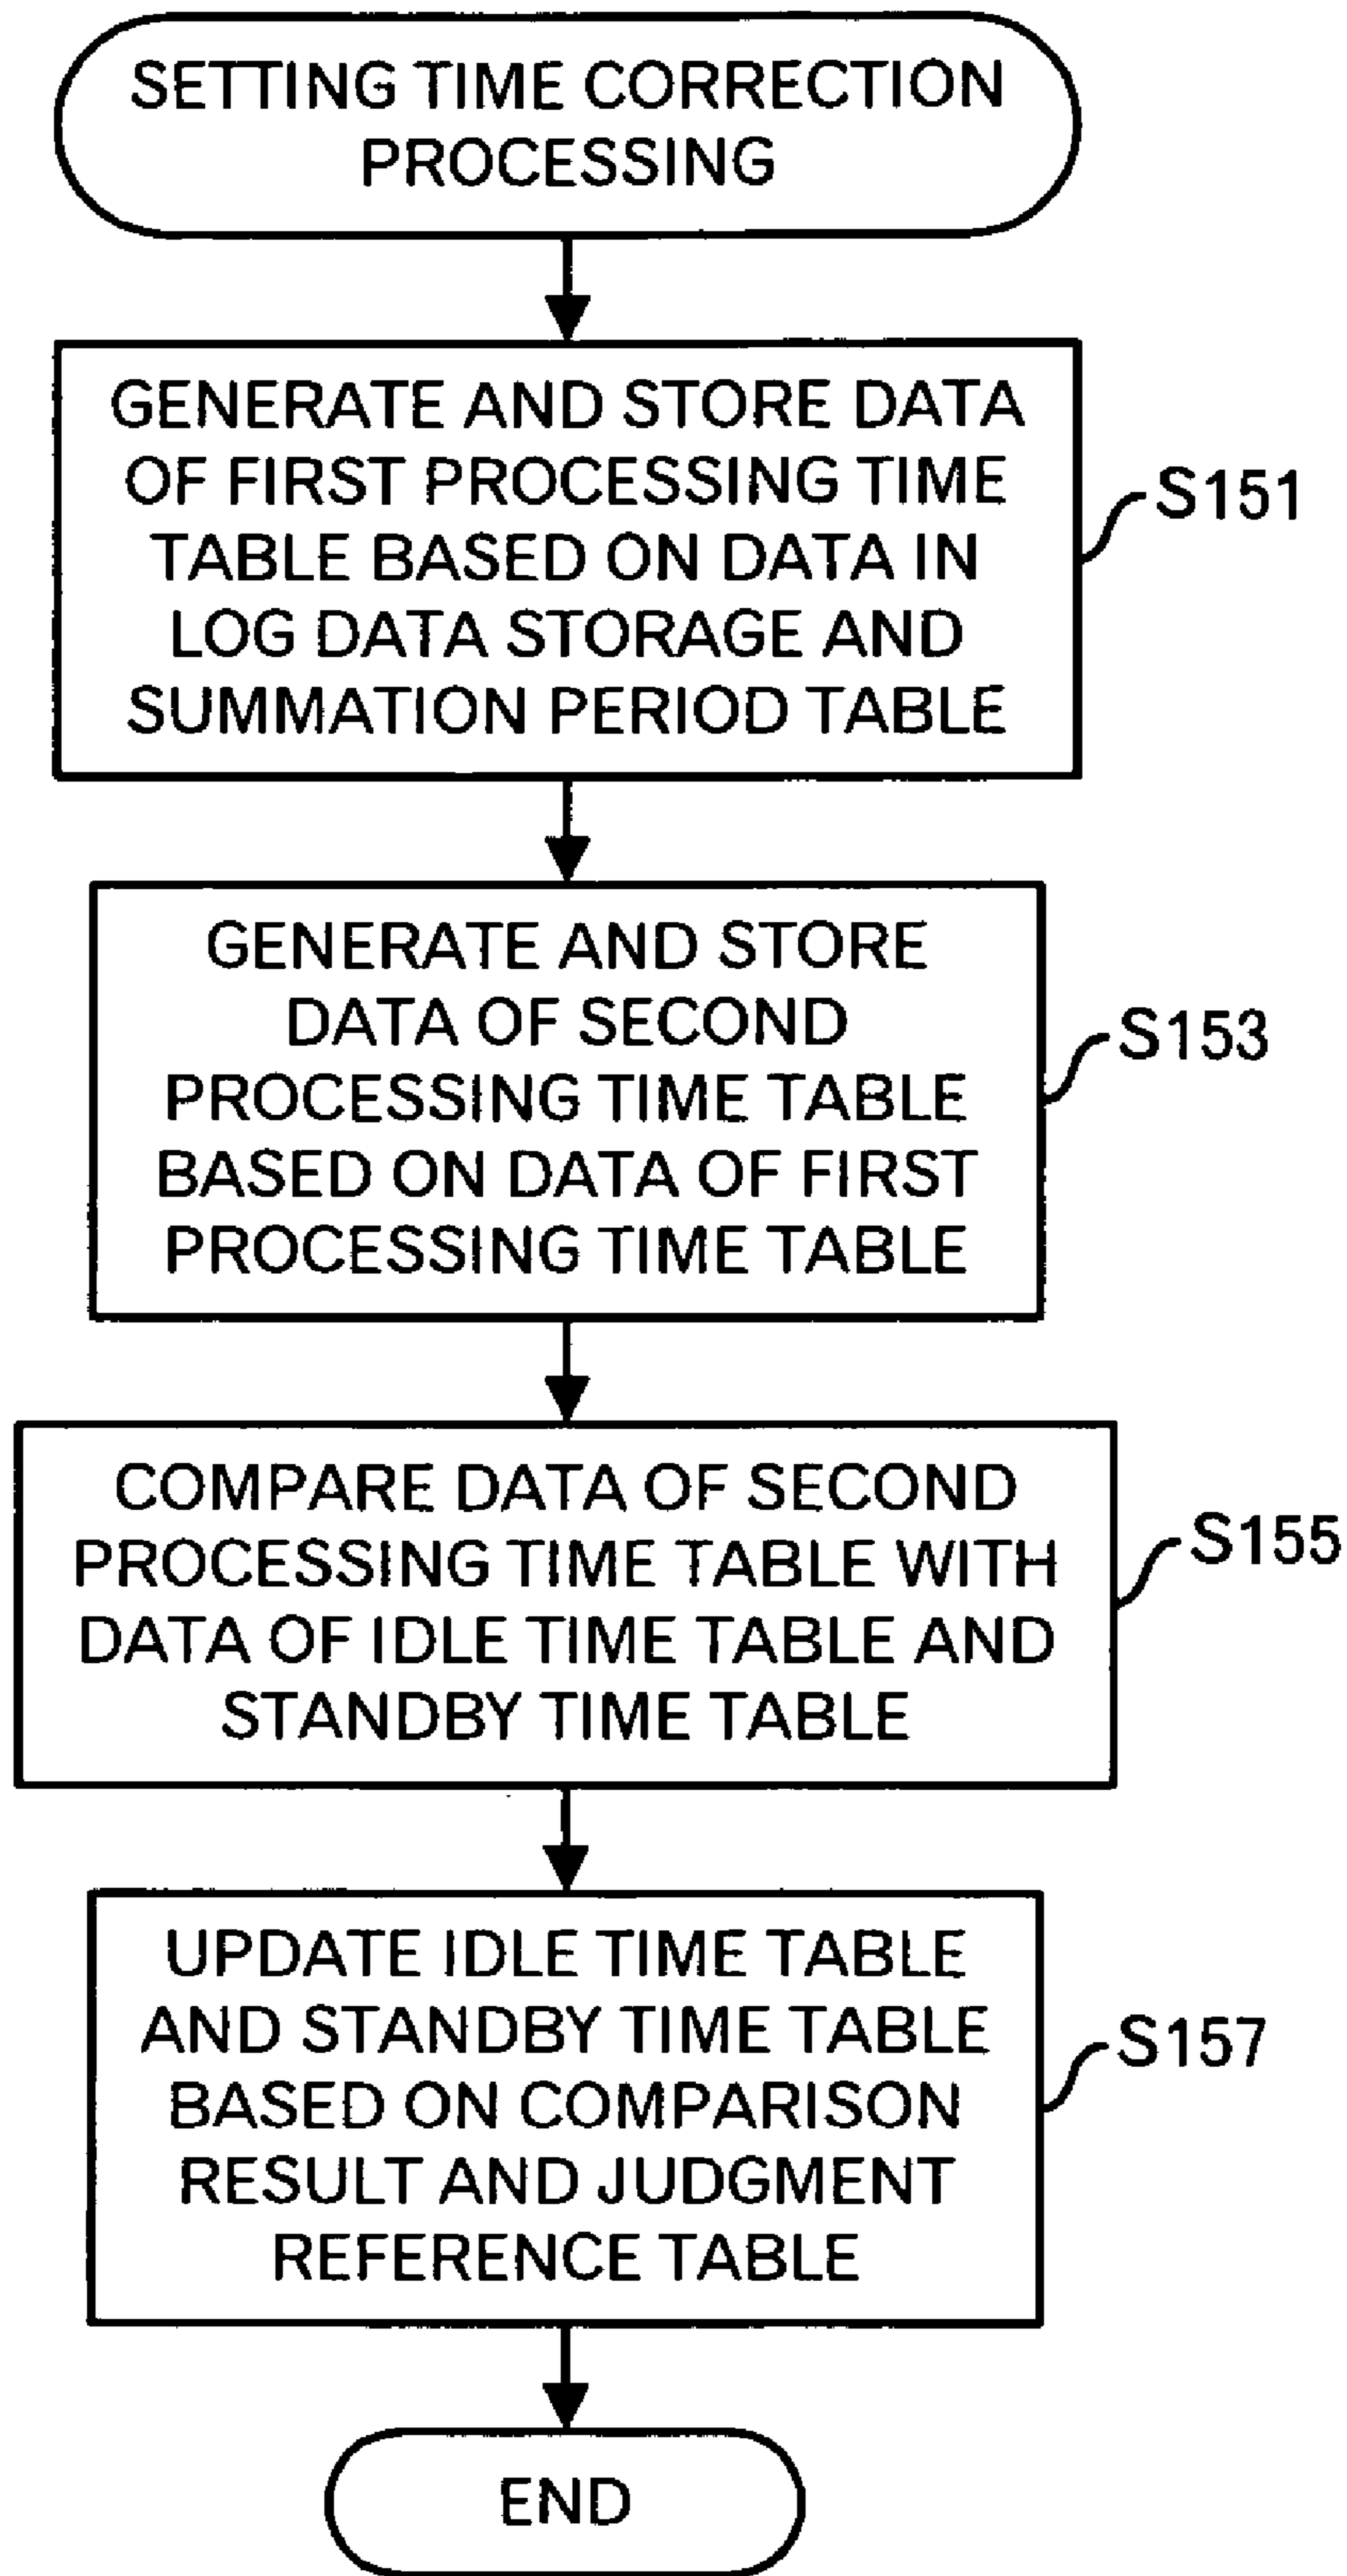 SETTING TIME CORRECTION
PROCESSING
GENERATE AND STORE DATA
OF FIRST PROCESSING TIME
TABLE BASED ON DATA IN
LOG DATA STORAGE AND
SUMMATION PERIOD TABLE
S151
GENERATE AND STORE
DATA OF SECOND
PROCESSING TIME TABLE
BASED ON DATA OF FIRST
PROCESSING TIME TABLE
S153
COMPARE DATA OF SECOND
PROCESSING TIME TABLE WITH
DATA OF IDLE TIME TABLE AND
STANDBY TIME TABLE
S155
UPDATE IDLE TIME TABLE
AND STANDBY TIME TABLE
BASED ON COMPARISON
RESULT AND JUDGMENT
REFERENCE TABLE
S157
END